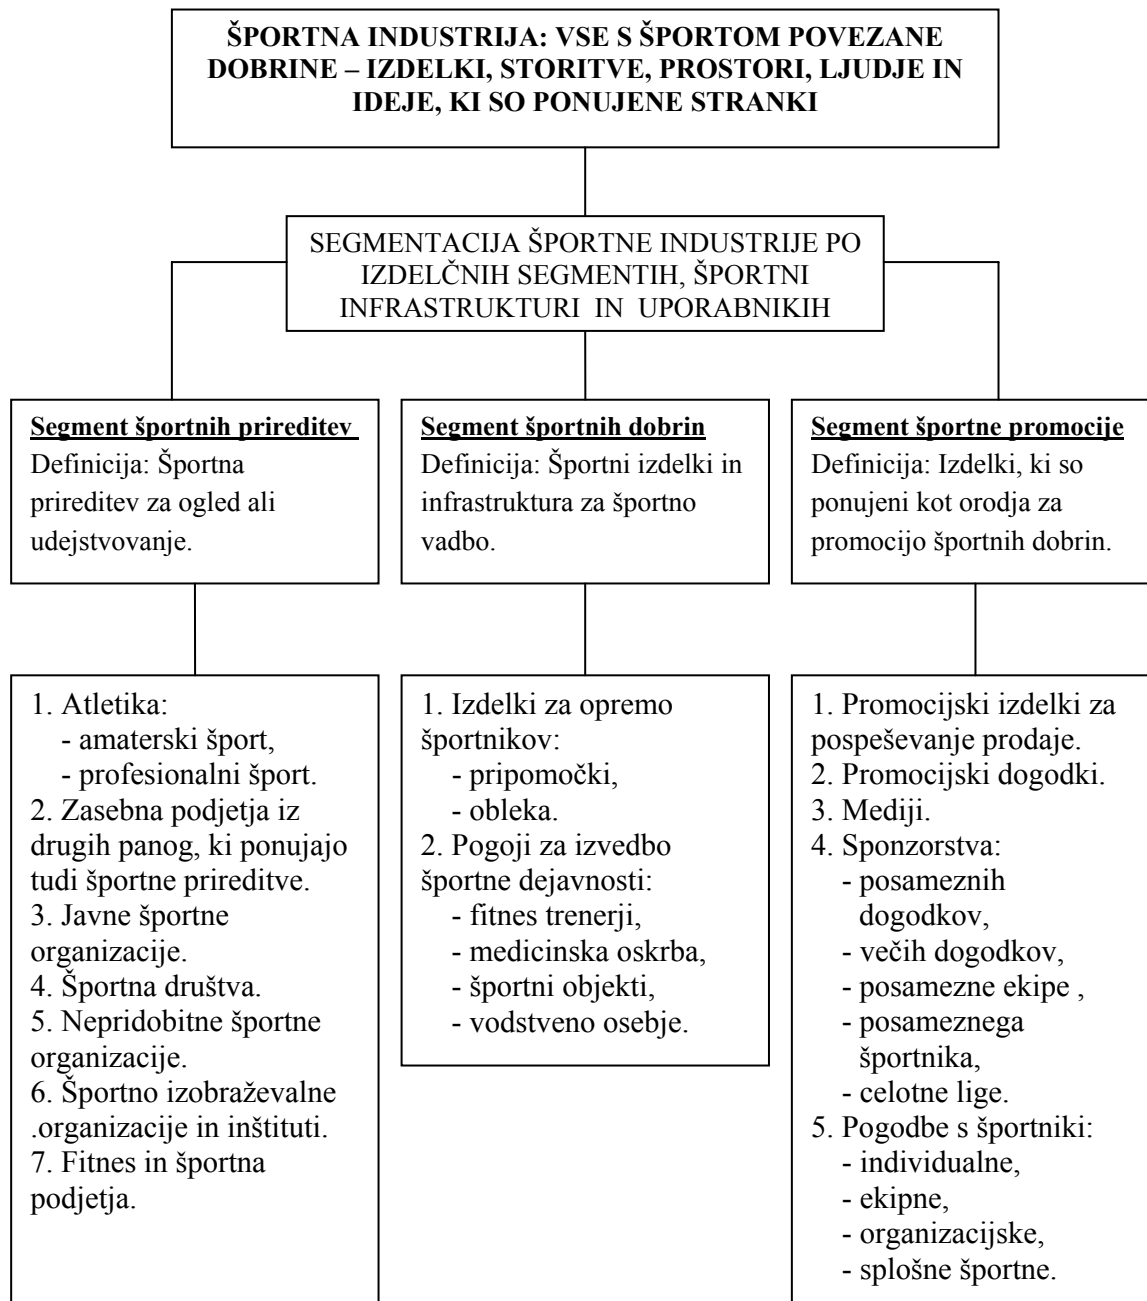 ŠPORTNA INDUSTRIJA: VSE S ŠPORTOM POVEZANE
DOBRINE – IZDELKI, STORITVE, PROSTORI, LJUDJE IN
IDEJE, KI SO PONUJENE STRANKI
SEGMENTACIJA ŠPORTNE INDUSTRIJE PO
IZDELČNIH SEGMENTIH, ŠPORTNI
INFRASTRUKTURI IN UPORABNIKIH
Segment športnih prireditev
Definicija: Športna
prireditev za ogled ali
udejstvovanje.
Segment športnih dobrin
Definicija: Športni izdelki in
infrastruktura za športno
vadbo.
Segment športne promocije
Definicija: Izdelki, ki so
ponujeni kot orodja za
promocijo športnih dobrin.
1. Atletika:
- amaterski šport,
- profesionalni šport.
2. Zasebna podjetja iz
drugih panog, ki ponujajo
tudi športne prireditve.
3. Javne športne
organizacije.
4. Športna društva.
5. Nepridobitne športne
organizacije.
6. Športno izobraževalne
.organizacije in inštituti.
7. Fitnes in športna
podjetja.
1. Izdelki za opremo
športnikov:
- pripomočki,
- obleka.
2. Pogoji za izvedbo
športne dejavnosti:
- fitnes trenerji,
- medicinska oskrba,
- športni objekti,
- vodstveno osebje.
1. Promocijski izdelki za
pospeševanje prodaje.
2. Promocijski dogodki.
3. Mediji.
4. Sponzorstva:
- posameznih
dogodkov,
- večih dogodkov,
- posamezne ekipe ,
- posameznega
športnika,
- celotne lige.
5. Pogodbe s športniki:
- individualne,
- ekipne,
- organizacijske,
- splošne športne.